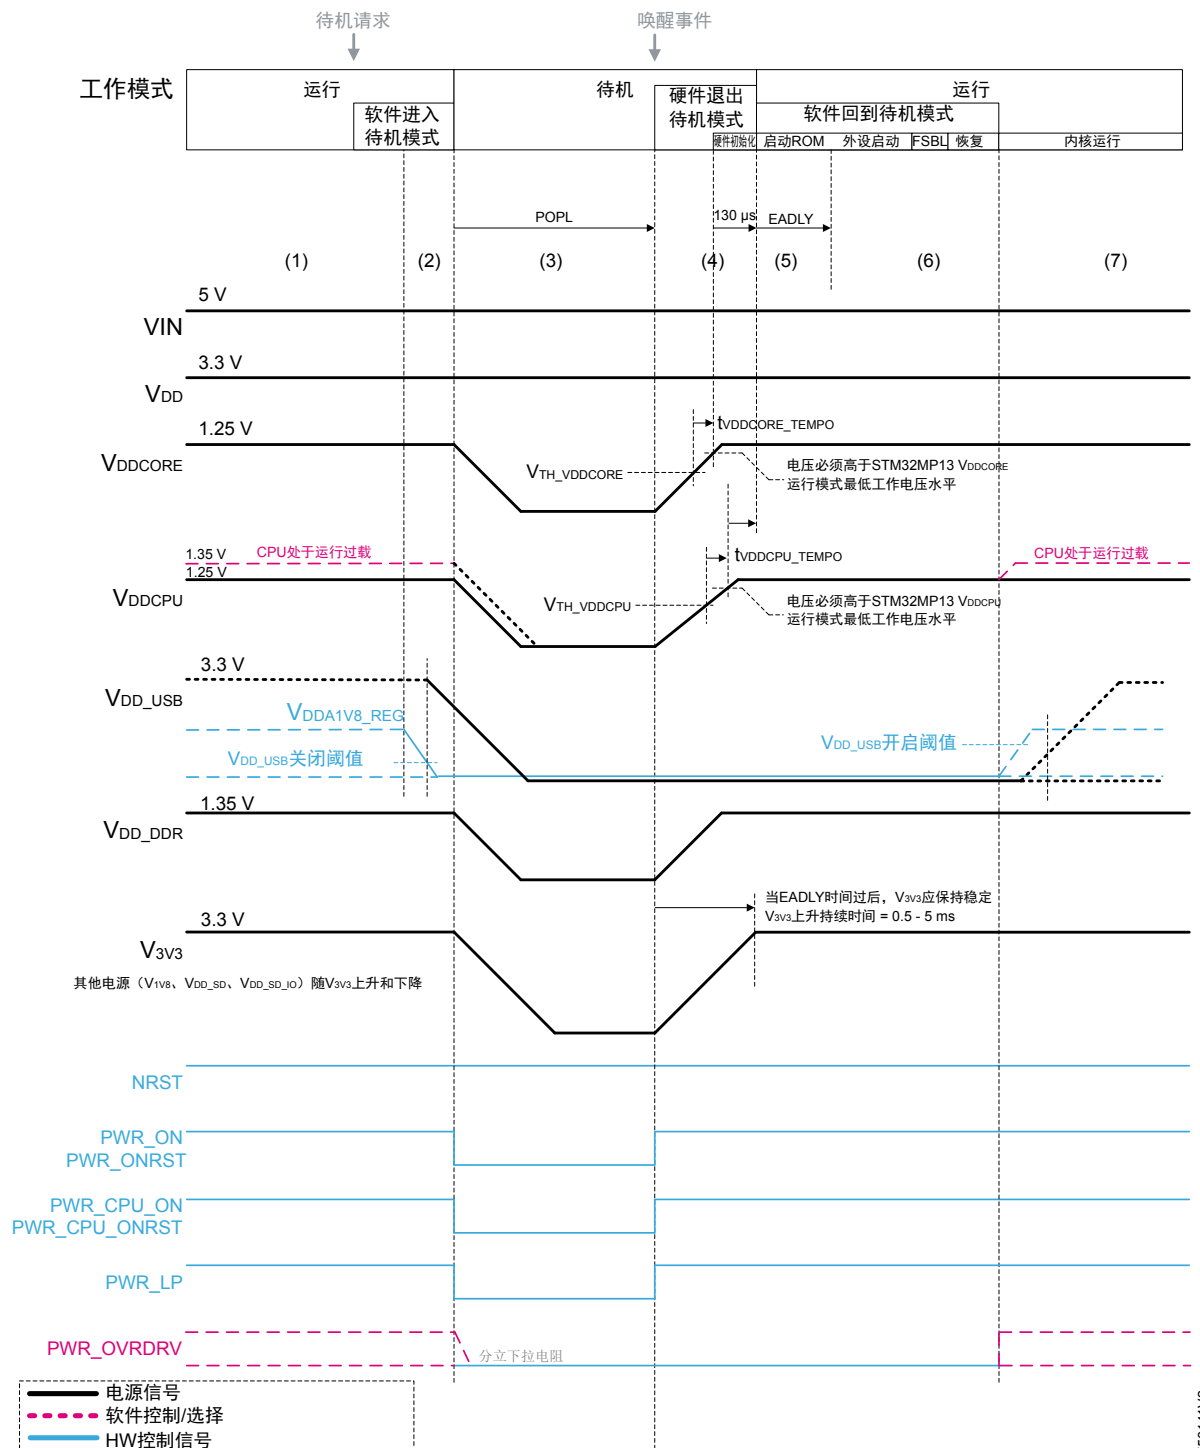 待机请求
唤醒事件
工作模式
运行
待机
运行
软件进入
待机模式
硬件退出
待机模式
软件回到待机模式
硬件初始化
启动ROM
外设启动
FSBL
恢复
内核运行
POPL
130 µs
EADLY
(1)
(2)
(3)
(4)
(5)
(6)
(7)
5 V
VIN
3.3 V
VDD
1.25 V
VDDCORE
tVDDCORE_TEMPO
VTH_VDDCORE
电压必须高于STM32MP13 VDDCORE
运行模式最低工作电压水平
1.35 V
CPU处于运行过载
1.25 V
VDDCPU
tVDDCPU_TEMPO
CPU处于运行过载
VTH_VDDCPU
电压必须高于STM32MP13 VDDCPU
运行模式最低工作电压水平
3.3 V
VDD_USB
VDDA1V8_REG
VDD_USB关闭阈值
VDD_USB开启阈值
1.35 V
VDD_DDR
当EADLY时间过后，V3V3应保持稳定
V3V3上升持续时间 = 0.5 - 5 ms
3.3 V
V3V3
其他电源（V1V8、VDD_SD、VDD_SD_IO）随V3V3上升和下降
NRST
PWR_ON
PWR_ONRST
PWR_CPU_ON
PWR_CPU_ONRST
PWR_LP
PWR_OVRDRV
分立下拉电阻
电源信号
软件控制/选择
HW控制信号